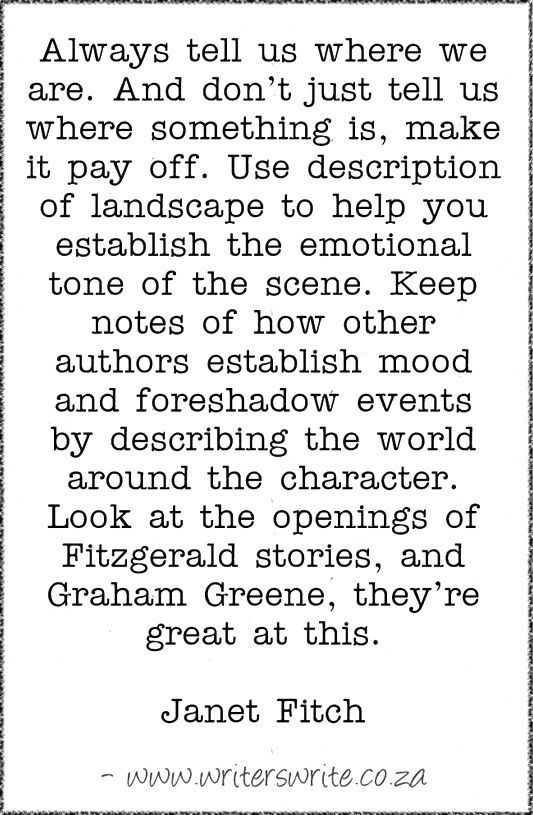 Always tell us where we
are. And don't just tell us
where something is, make
it pay off. Use description
of landscape to help you
establish the emotional
tone of the scene. Keep
notes of how other
authors establish mood
and foreshadow events
by describing the world
around the character.
Look at the openings of
Fitzgerald stories, and
Graham Greene, they're
great at this.
Janet Fitch
- www.writerswrite.co.za